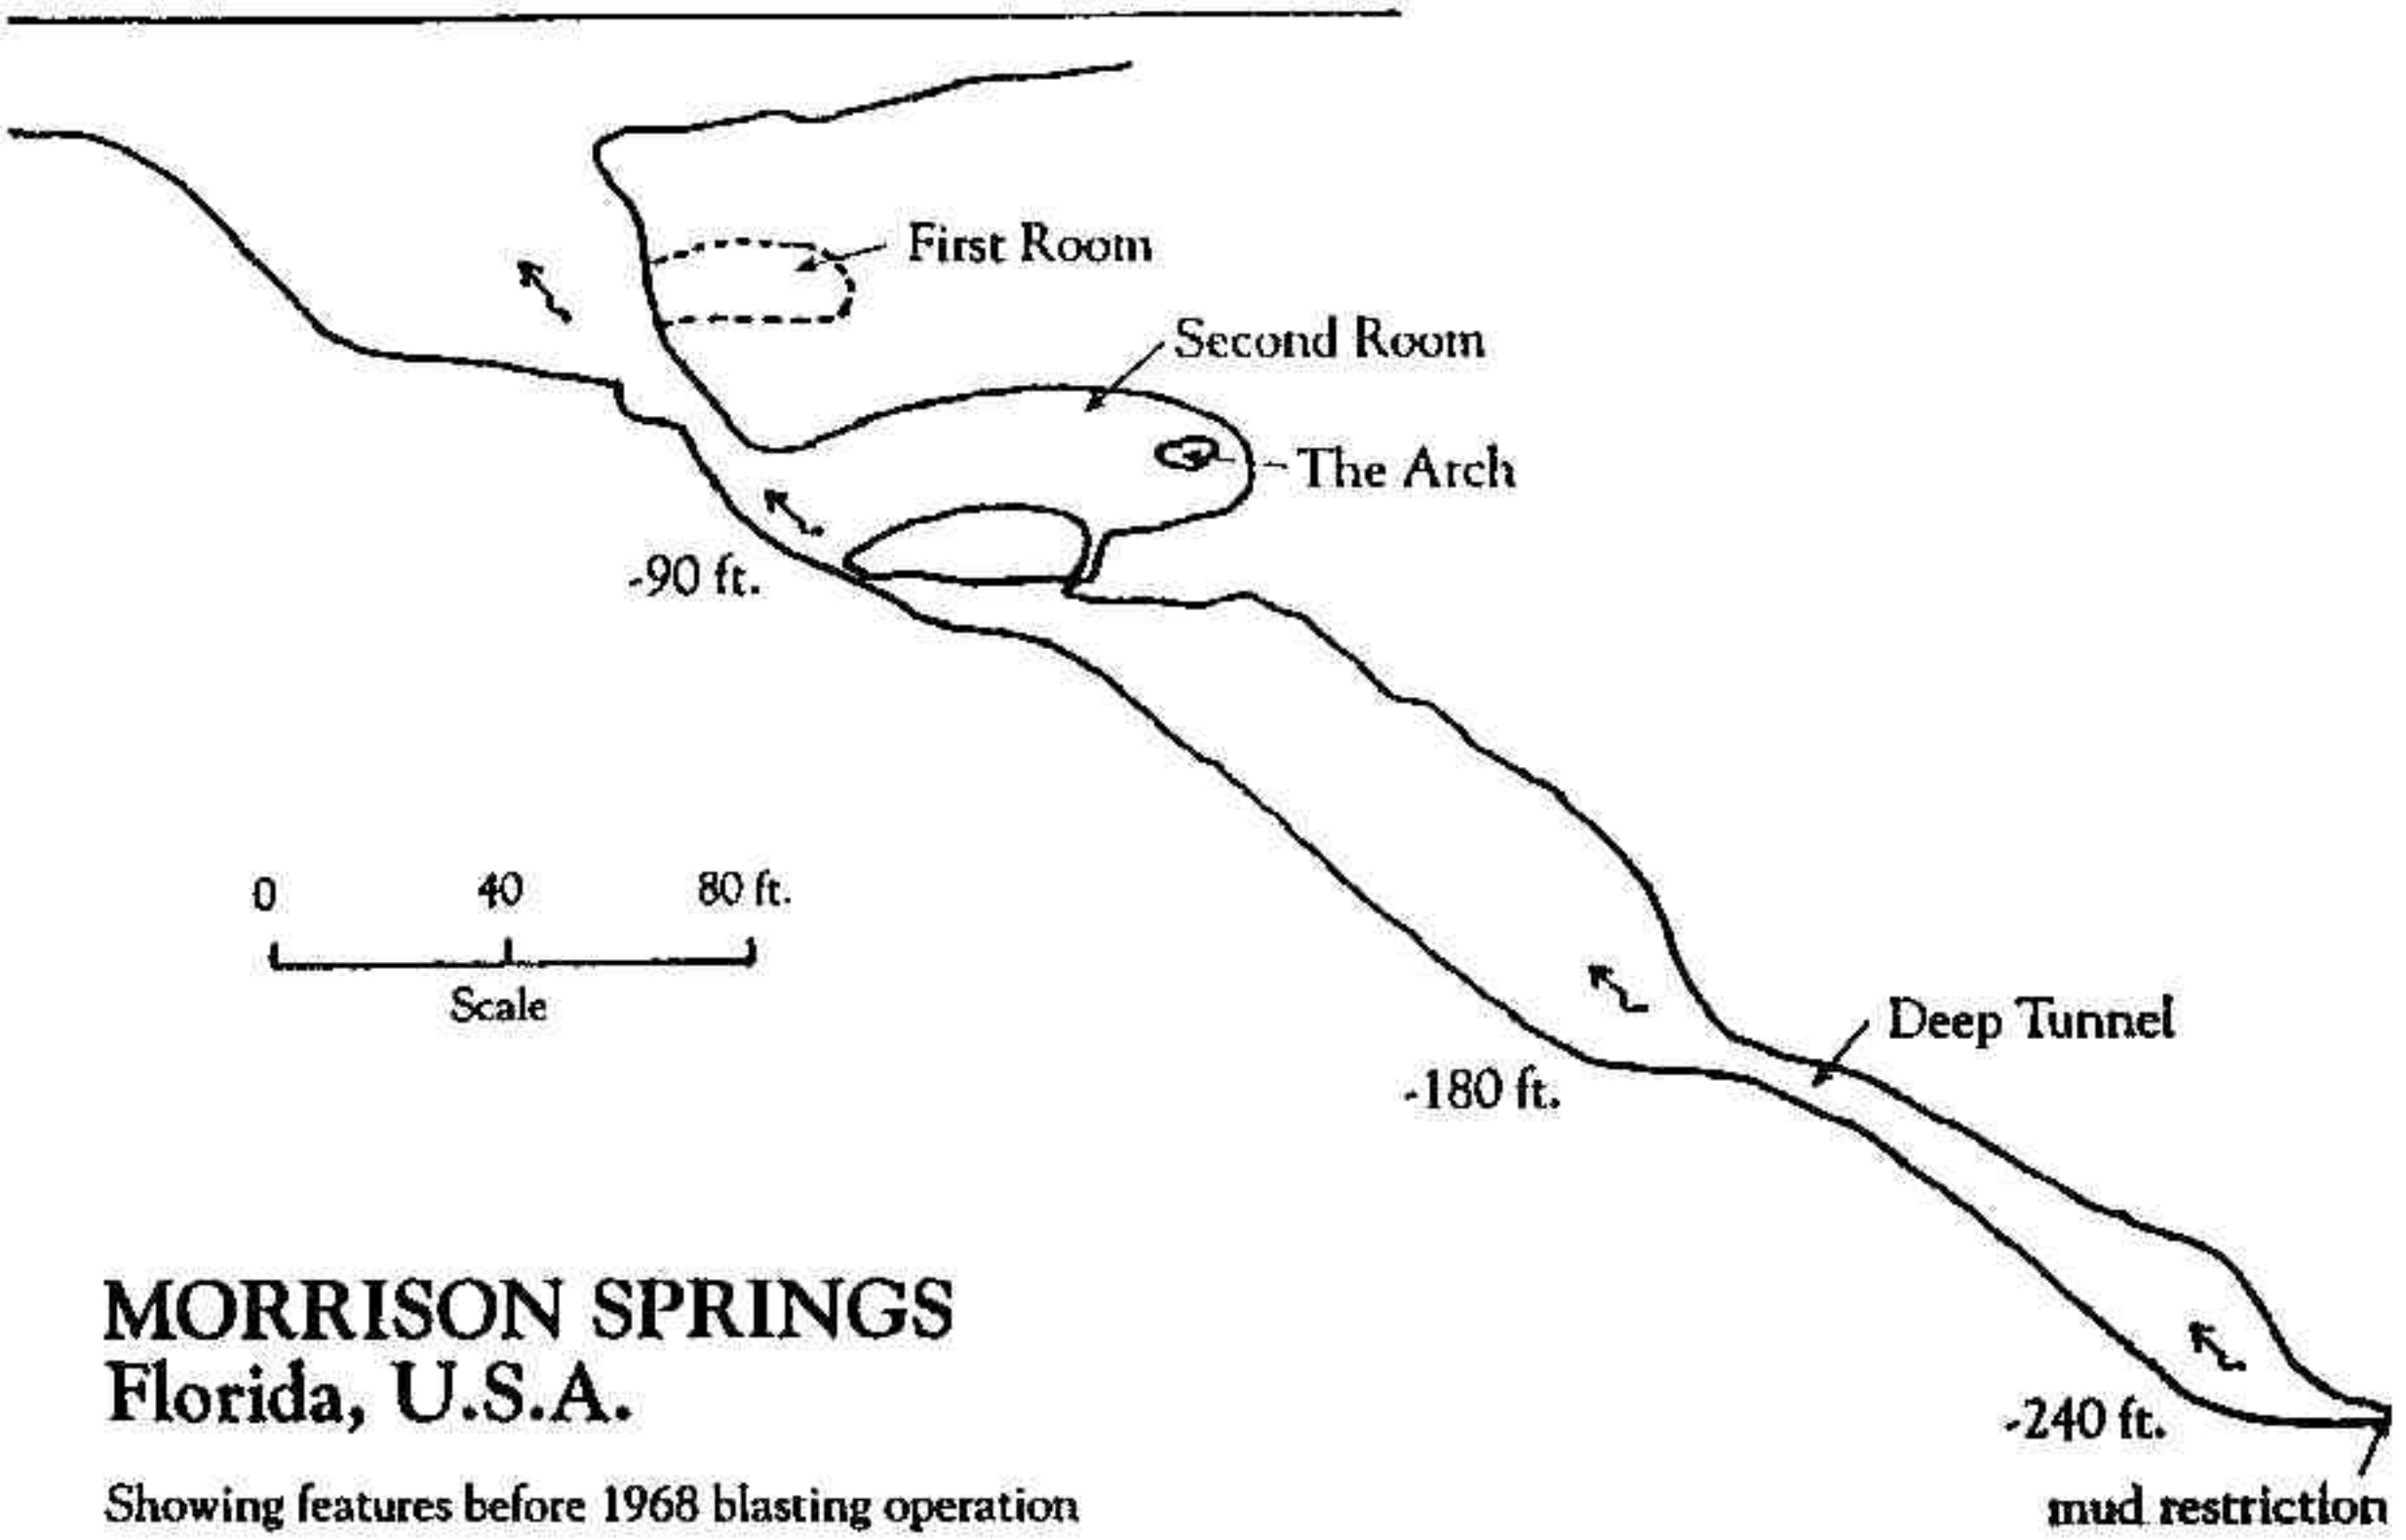 First Room
Second Room
The Arch
-90 ft.
0 40 80 ft.
Scale
Deep Tunnel
-180 ft.
MORRISON SPRINGS
Florida, U.S.A.
-240 ft.
Showing features before 1968 blasting operation
mud restriction